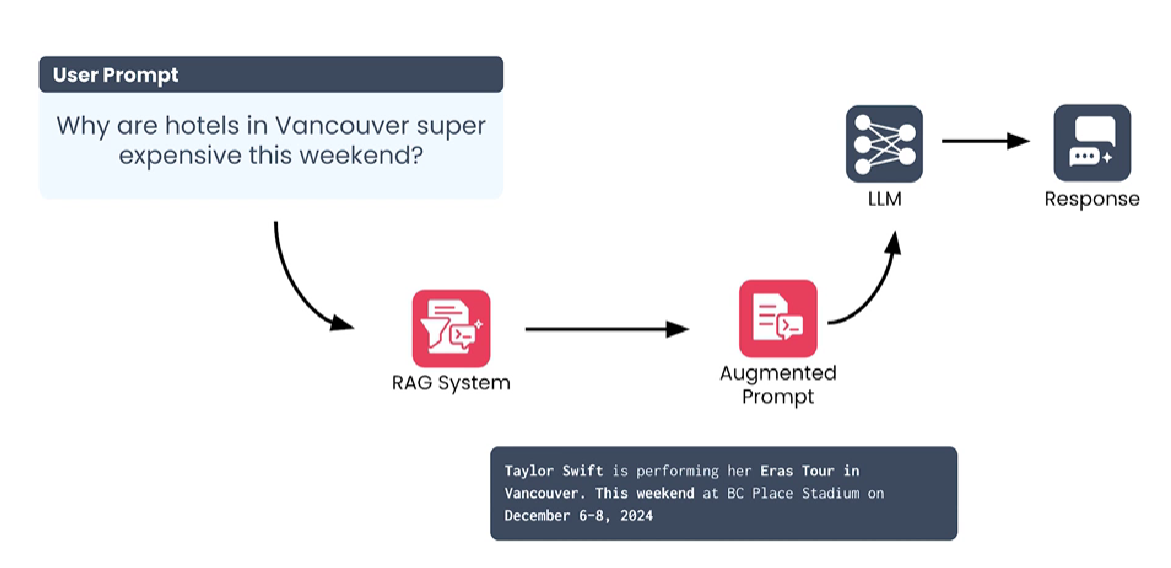 User Prompt
Why are hotels in Vancouver super
expensive this weekend?
LLM
Response
RAG System
Augmented
Prompt
Taylor Swift is performing her Eras Tour in
Vancouver. This weekend at BC Place Stadium on
December 6-8, 2024